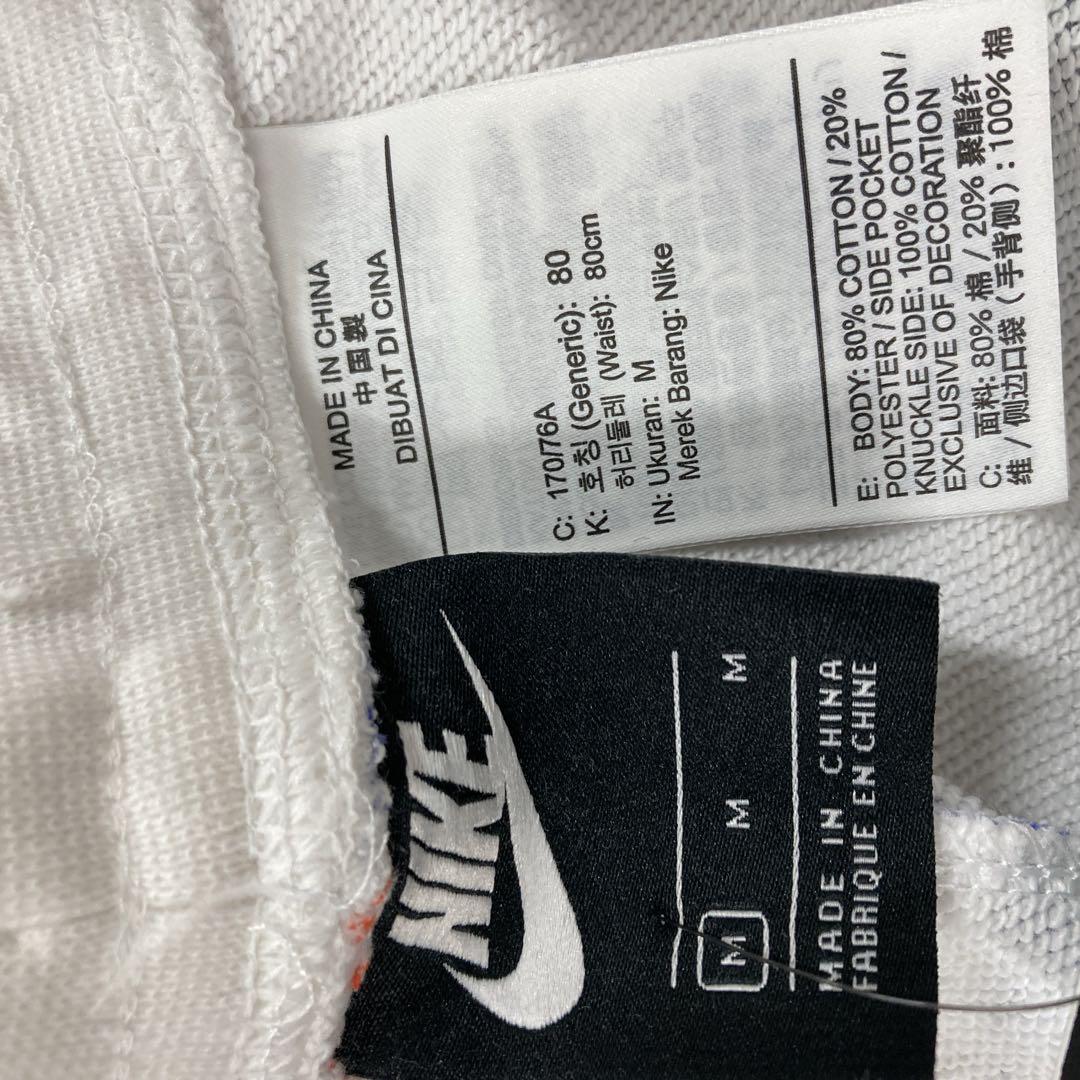 MADE IN CHINA
中国製
DIBUAT DI CINA
C: 170/76A
K: 호칭 (Generic): 80
허리둘레 (Waist): 80cm
IN: Ukuran: M
Merek Barang: Nike
E: BODY: 80% COTTON / 20%
POLYESTER / SIDE POCKET
KNUCKLE SIDE: 100% COTTON /
EXCLUSIVE OF DECORATION
C: 面料: 80% 棉 / 20% 聚酯纤
维 / 侧边口袋 ( 手背侧 ) : 100% 棉
NIKE
M M M
MADE IN CHINA
FABRIQUE EN CHINE